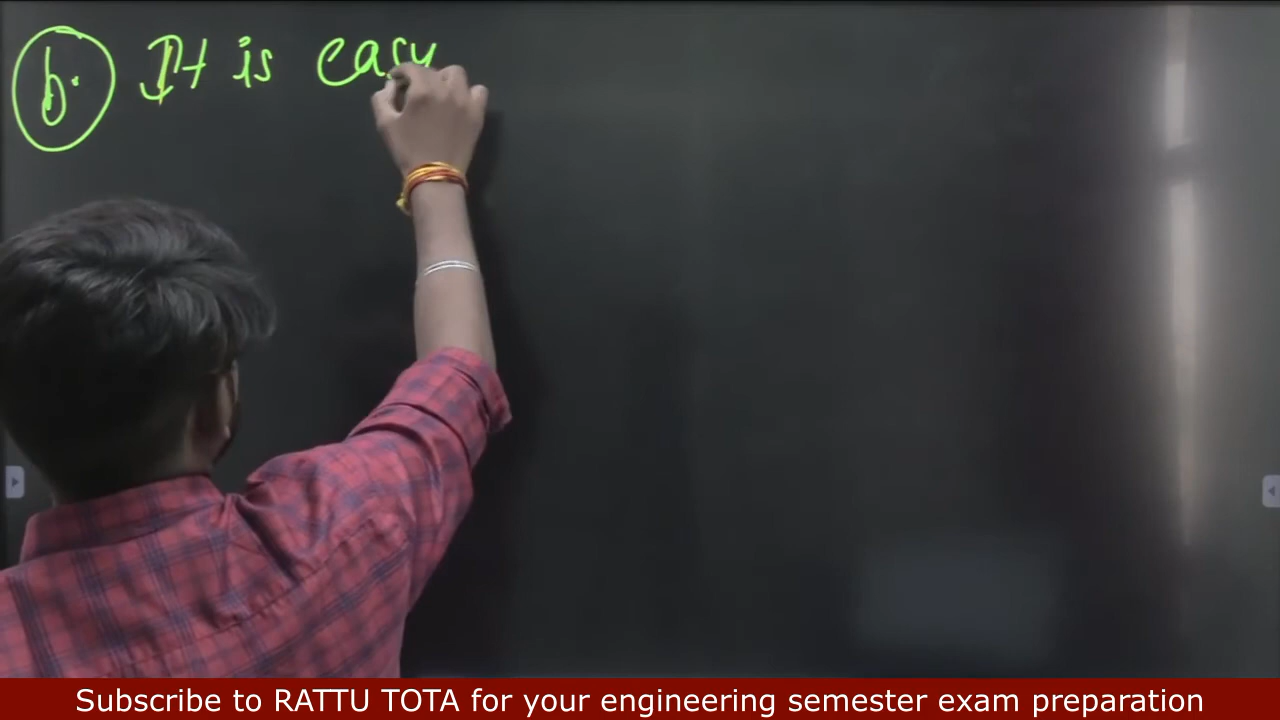 b. It is easy
Subscribe to RATTU TOTA for your engineering semester exam preparation